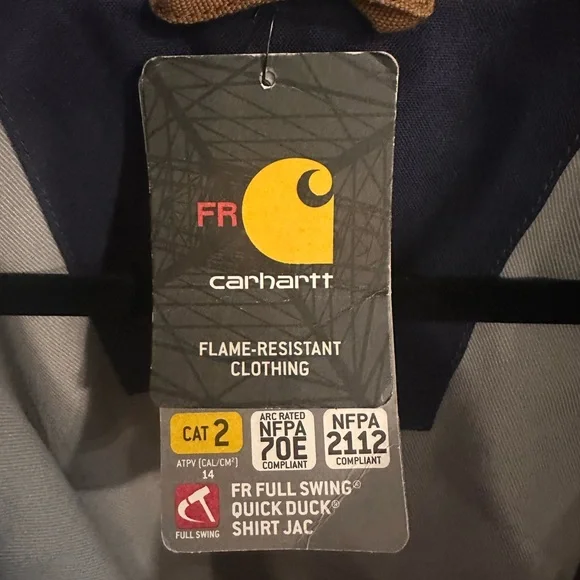 FR
carhartt
FLAME-RESISTANT
CLOTHING
CAT 2
ATPV (CAL/CM²)
14
ARC RATED
NFPA
70E
COMPLIANT
NFPA
2112
COMPLIANT
FULL SWING
FR FULL SWING®
QUICK DUCK®
SHIRT JAC